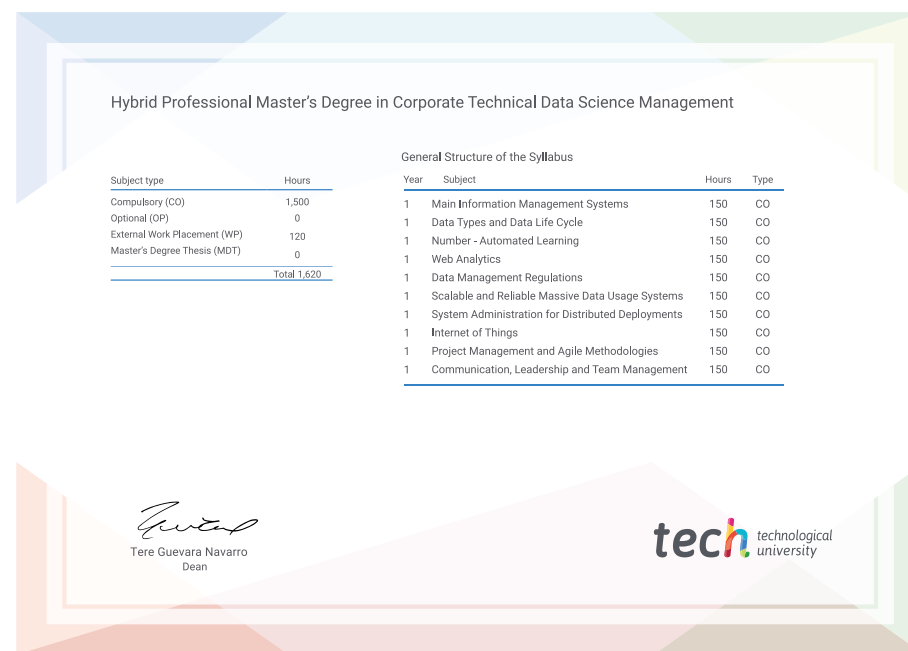 Hybrid Professional Master's Degree in Corporate Technical Data Science Management
Subject type Hours
Compulsory (CO) 1,500
Optional (OP) 0
External Work Placement (WP) 120
Master's Degree Thesis (MDT) 0
Total 1,620
General Structure of the Syllabus
Year Subject Hours Type
1 Main Information Management Systems 150 CO
1 Data Types and Data Life Cycle 150 CO
1 Number - Automated Learning 150 CO
1 Web Analytics 150 CO
1 Data Management Regulations 150 CO
1 Scalable and Reliable Massive Data Usage Systems 150 CO
1 System Administration for Distributed Deployments 150 CO
1 Internet of Things 150 CO
1 Project Management and Agile Methodologies 150 CO
1 Communication, Leadership and Team Management 150 CO
Tere Guevara Navarro
Dean
tech technological
university